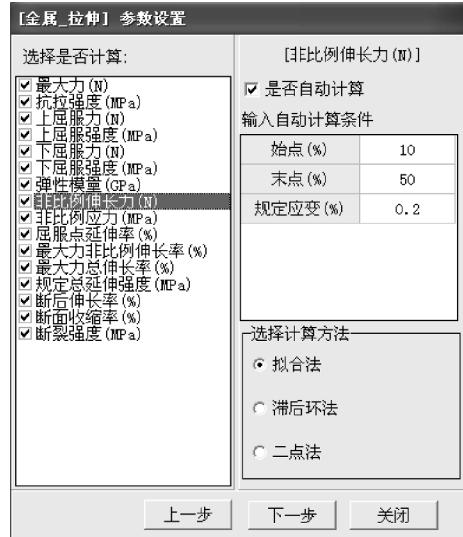 [金属_拉伸] 参数设置
选择是否计算:
最大力(N)
抗拉强度(MPa)
上屈服力(N)
上屈服强度(MPa)
下屈服力(N)
下屈服强度(MPa)
弹性模量(GPa)
非比例伸长力(N)
非比例应力(MPa)
屈服点延伸率(%)
最大力非比例伸长率(%)
最大力总伸长率(%)
规定总延伸强度(MPa)
断后伸长率(%)
断面收缩率(%)
断裂强度(MPa)
[非比例伸长力(N)]
是否自动计算
输入自动计算条件
始点(%) 10
末点(%) 50
规定应变(%) 0.2
选择计算方法
拟合法
滞后环法
二点法
上一步 下一步 关闭